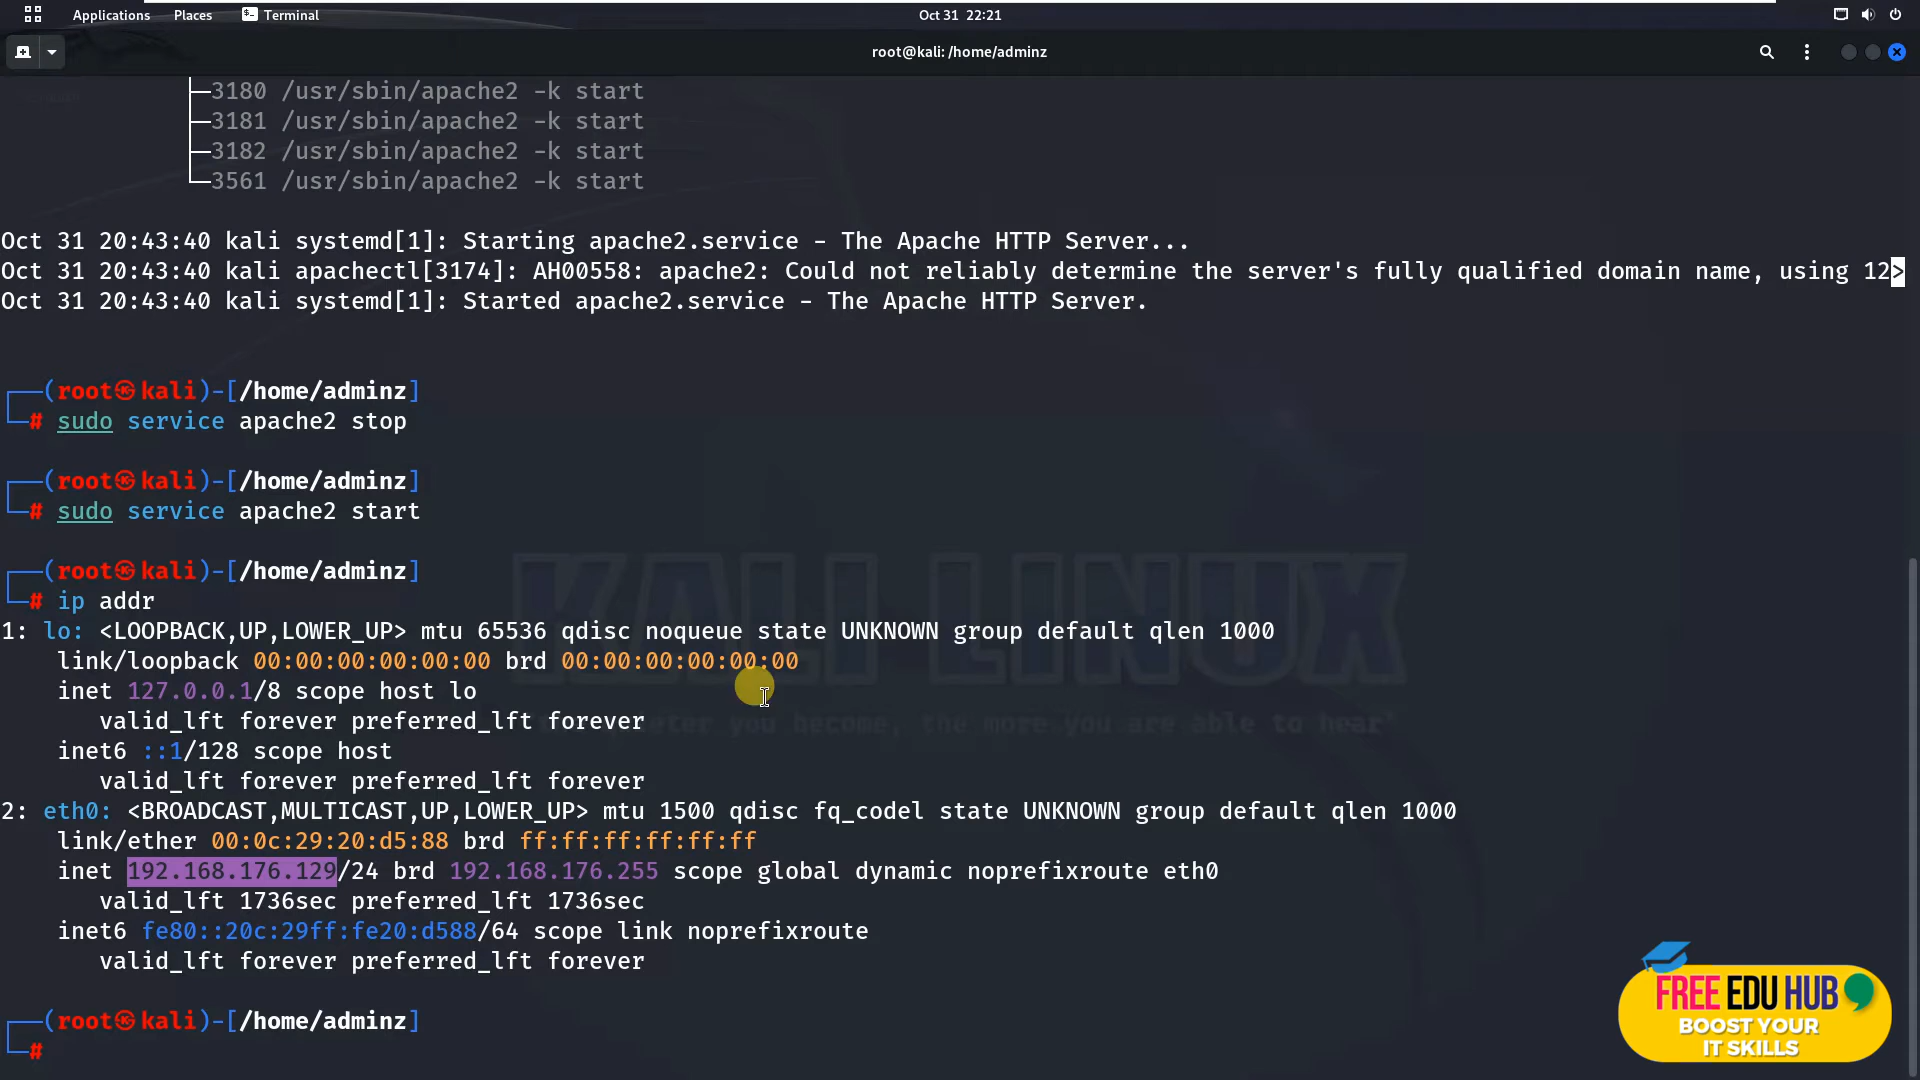 Applications Places Terminal Oct 31 22:21
root@kali: /home/adminz
├─3180 /usr/sbin/apache2 -k start
├─3181 /usr/sbin/apache2 -k start
├─3182 /usr/sbin/apache2 -k start
└─3561 /usr/sbin/apache2 -k start
Oct 31 20:43:40 kali systemd[1]: Starting apache2.service - The Apache HTTP Server...
Oct 31 20:43:40 kali apachectl[3174]: AH00558: apache2: Could not reliably determine the server's fully qualified domain name, using 12>
Oct 31 20:43:40 kali systemd[1]: Started apache2.service - The Apache HTTP Server.
┌──(root㉿kali)-[/home/adminz]
└─# sudo service apache2 stop
┌──(root㉿kali)-[/home/adminz]
└─# sudo service apache2 start
┌──(root㉿kali)-[/home/adminz]
└─# ip addr
1: lo: <LOOPBACK,UP,LOWER_UP> mtu 65536 qdisc noqueue state UNKNOWN group default qlen 1000
link/loopback 00:00:00:00:00:00 brd 00:00:00:00:00:00
inet 127.0.0.1/8 scope host lo
valid_lft forever preferred_lft forever
inet6 ::1/128 scope host
valid_lft forever preferred_lft forever
2: eth0: <BROADCAST,MULTICAST,UP,LOWER_UP> mtu 1500 qdisc fq_codel state UNKNOWN group default qlen 1000
link/ether 00:0c:29:20:d5:88 brd ff:ff:ff:ff:ff:ff
inet 192.168.176.129/24 brd 192.168.176.255 scope global dynamic noprefixroute eth0
valid_lft 1736sec preferred_lft 1736sec
inet6 fe80::20c:29ff:fe20:d588/64 scope link noprefixroute
valid_lft forever preferred_lft forever
┌──(root㉿kali)-[/home/adminz]
└─#
KALI LINUX
you become, the more you are able to hear"
FREE EDU HUB
BOOST YOUR
IT SKILLS